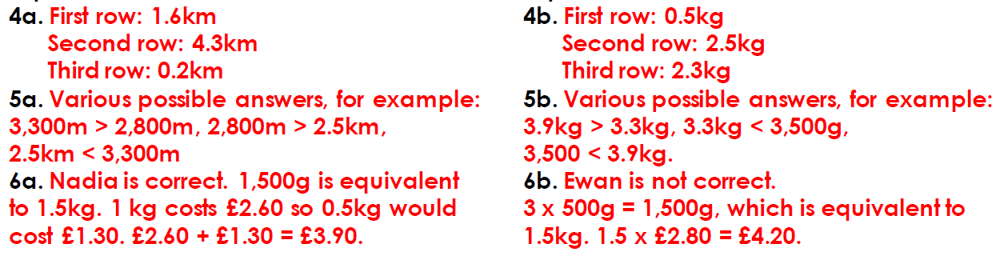 4a. First row: 1.6km
Second row: 4.3km
Third row: 0.2km
5a. Various possible answers, for example:
3,300m > 2,800m, 2,800m > 2.5km,
2.5km < 3,300m
6a. Nadia is correct. 1,500g is equivalent
to 1.5kg. 1 kg costs £2.60 so 0.5kg would
cost £1.30. £2.60 + £1.30 = £3.90.
4b. First row: 0.5kg
Second row: 2.5kg
Third row: 2.3kg
5b. Various possible answers, for example:
3.9kg > 3.3kg, 3.3kg < 3,500g,
3,500 < 3.9kg.
6b. Ewan is not correct.
3 x 500g = 1,500g, which is equivalent to
1.5kg. 1.5 x £2.80 = £4.20.